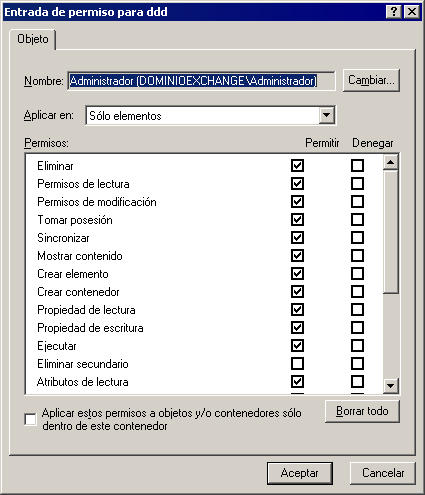 Entrada de permiso para ddd
Objeto
Nombre: Administrador (DOMINIOEXCHANGE\Administrador) Cambiar...
Aplicar en: Sólo elementos
Permisos: Permitir Denegar
Eliminar
Permisos de lectura
Permisos de modificación
Tomar posesión
Sincronizar
Mostrar contenido
Crear elemento
Crear contenedor
Propiedad de lectura
Propiedad de escritura
Ejecutar
Eliminar secundario
Atributos de lectura
Aplicar estos permisos a objetos y/o contenedores sólo
dentro de este contenedor
Borrar todo
Aceptar Cancelar